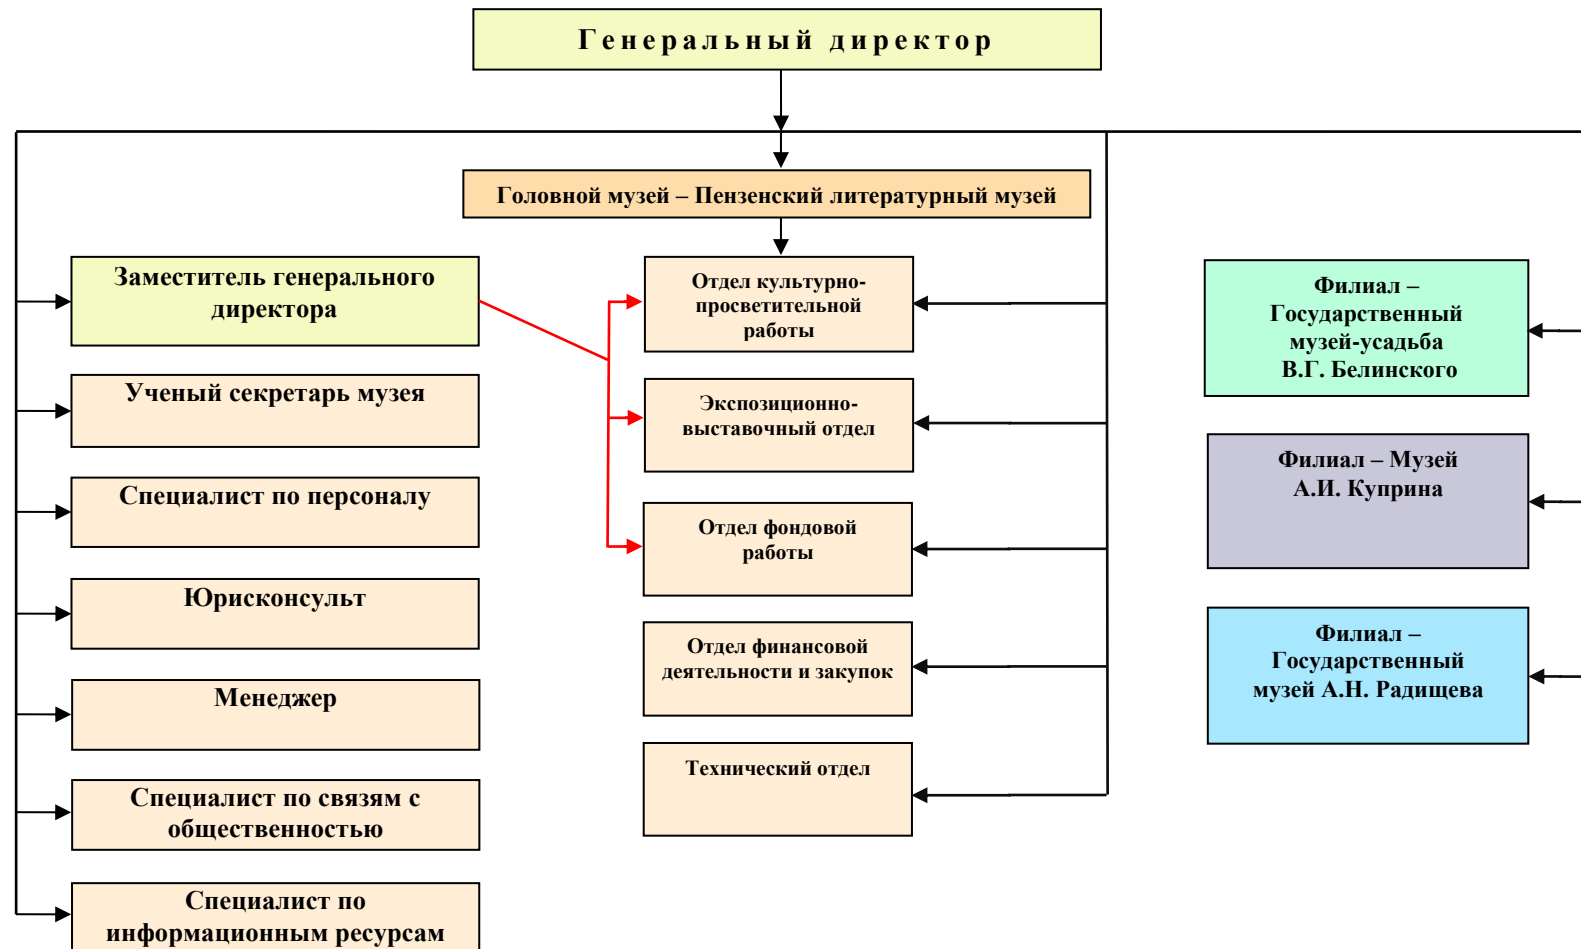 Генеральный директор
Головной музей – Пензенский литературный музей
Заместитель генерального
директора
Ученый секретарь музея
Специалист по персоналу
Юрисконсульт
Менеджер
Специалист по связям с
общественностью
Специалист по
информационным ресурсам
Отдел культурно-
просветительной
работы
Экспозиционно-
выставочный отдел
Отдел фондовой
работы
Отдел финансовой
деятельности и закупок
Технический отдел
Филиал –
Государственный
музей-усадьба
В.Г. Белинского
Филиал – Музей
А.И. Куприна
Филиал –
Государственный
музей А.Н. Радищева